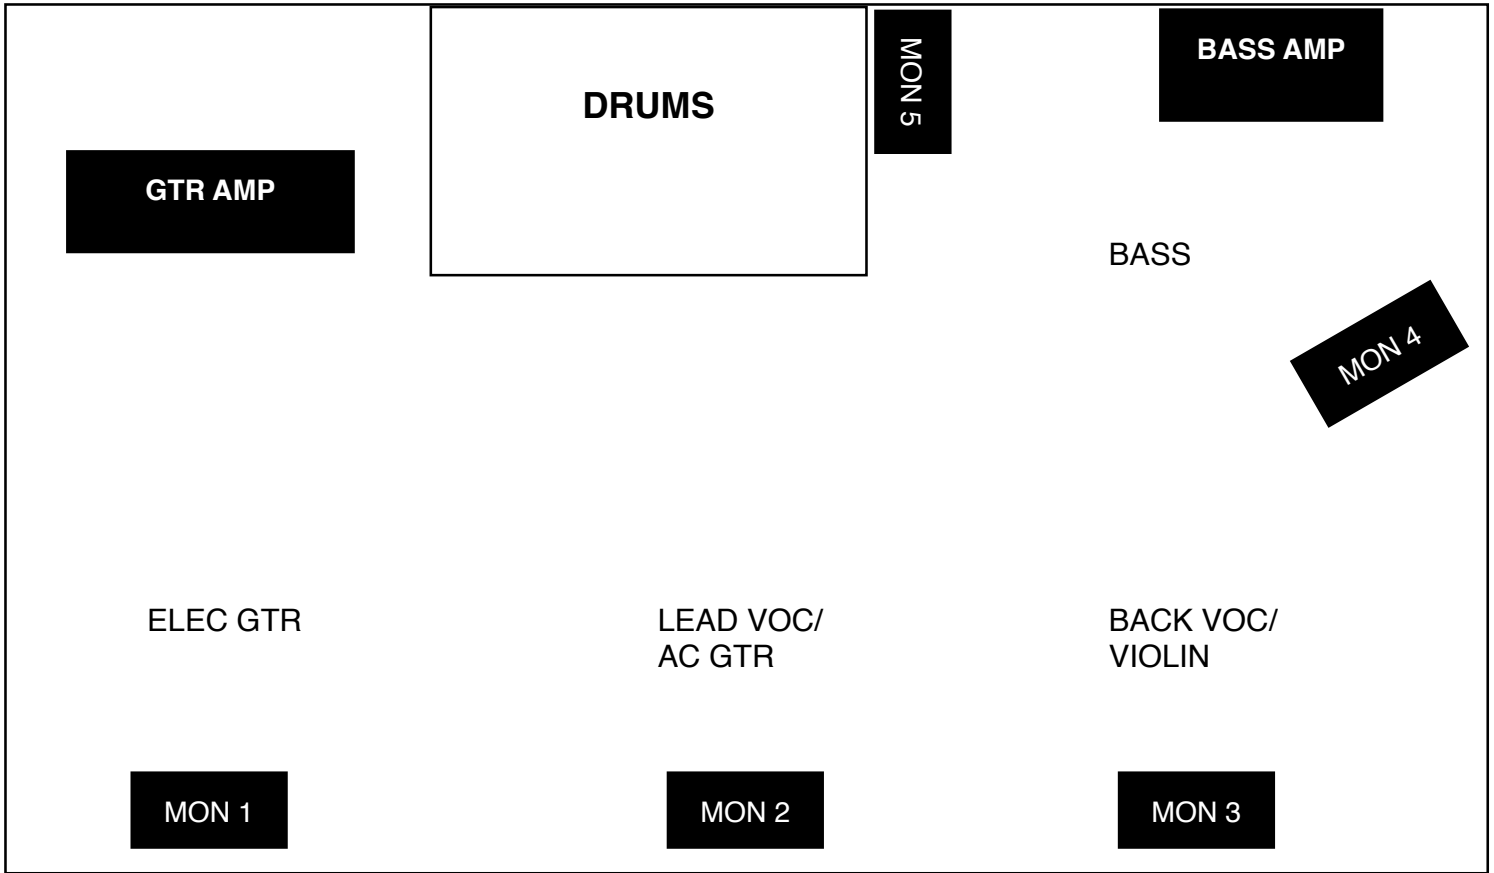 DRUMS
MON 5
BASS AMP
GTR AMP
BASS
MON 4
ELEC GTR
LEAD VOC/
AC GTR
BACK VOC/
VIOLIN
MON 1
MON 2
MON 3